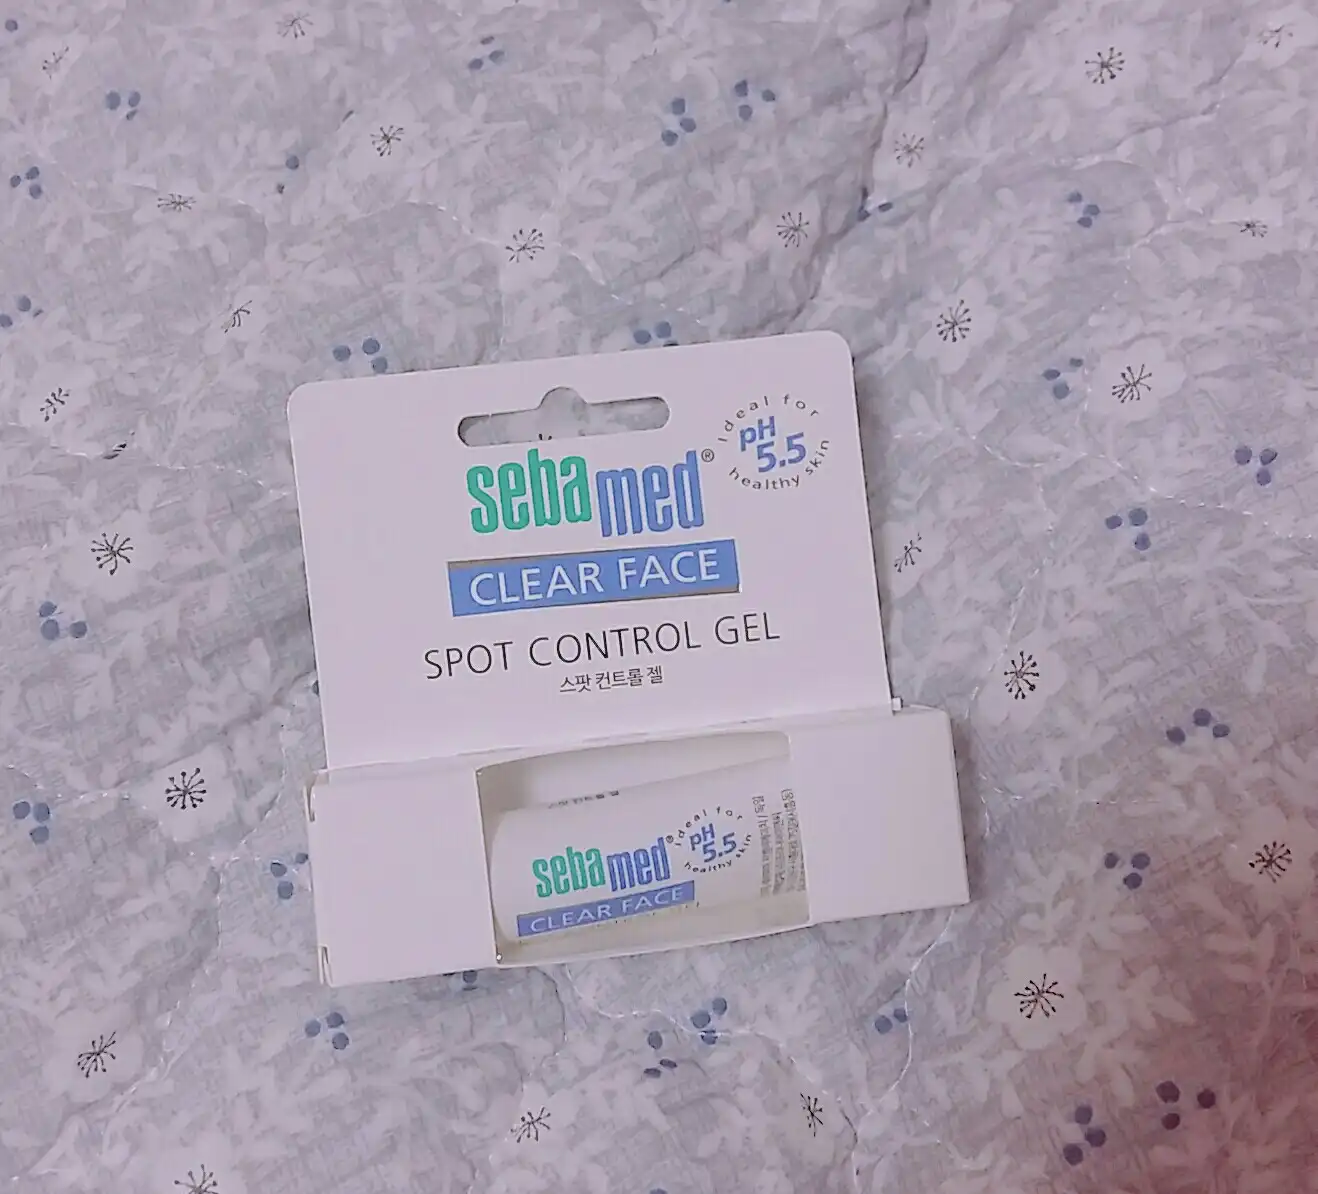 sebamed®
ideal for
pH
5.5
healthy skin
CLEAR FACE
SPOT CONTROL GEL
스팟 컨트롤 젤
sebamed®
ideal for
pH
5.5
healthy skin
CLEAR FACE